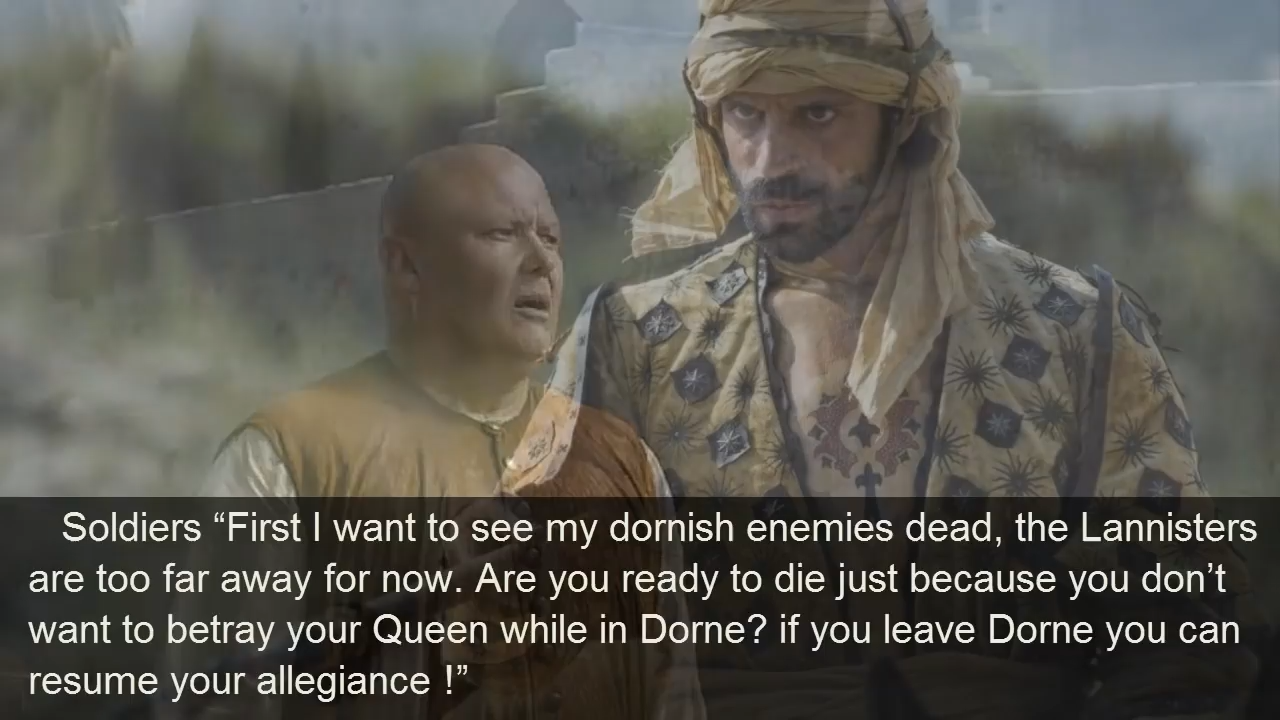 Soldiers “First I want to see my dornish enemies dead, the Lannisters
are too far away for now. Are you ready to die just because you don’t
want to betray your Queen while in Dorne? if you leave Dorne you can
resume your allegiance !”